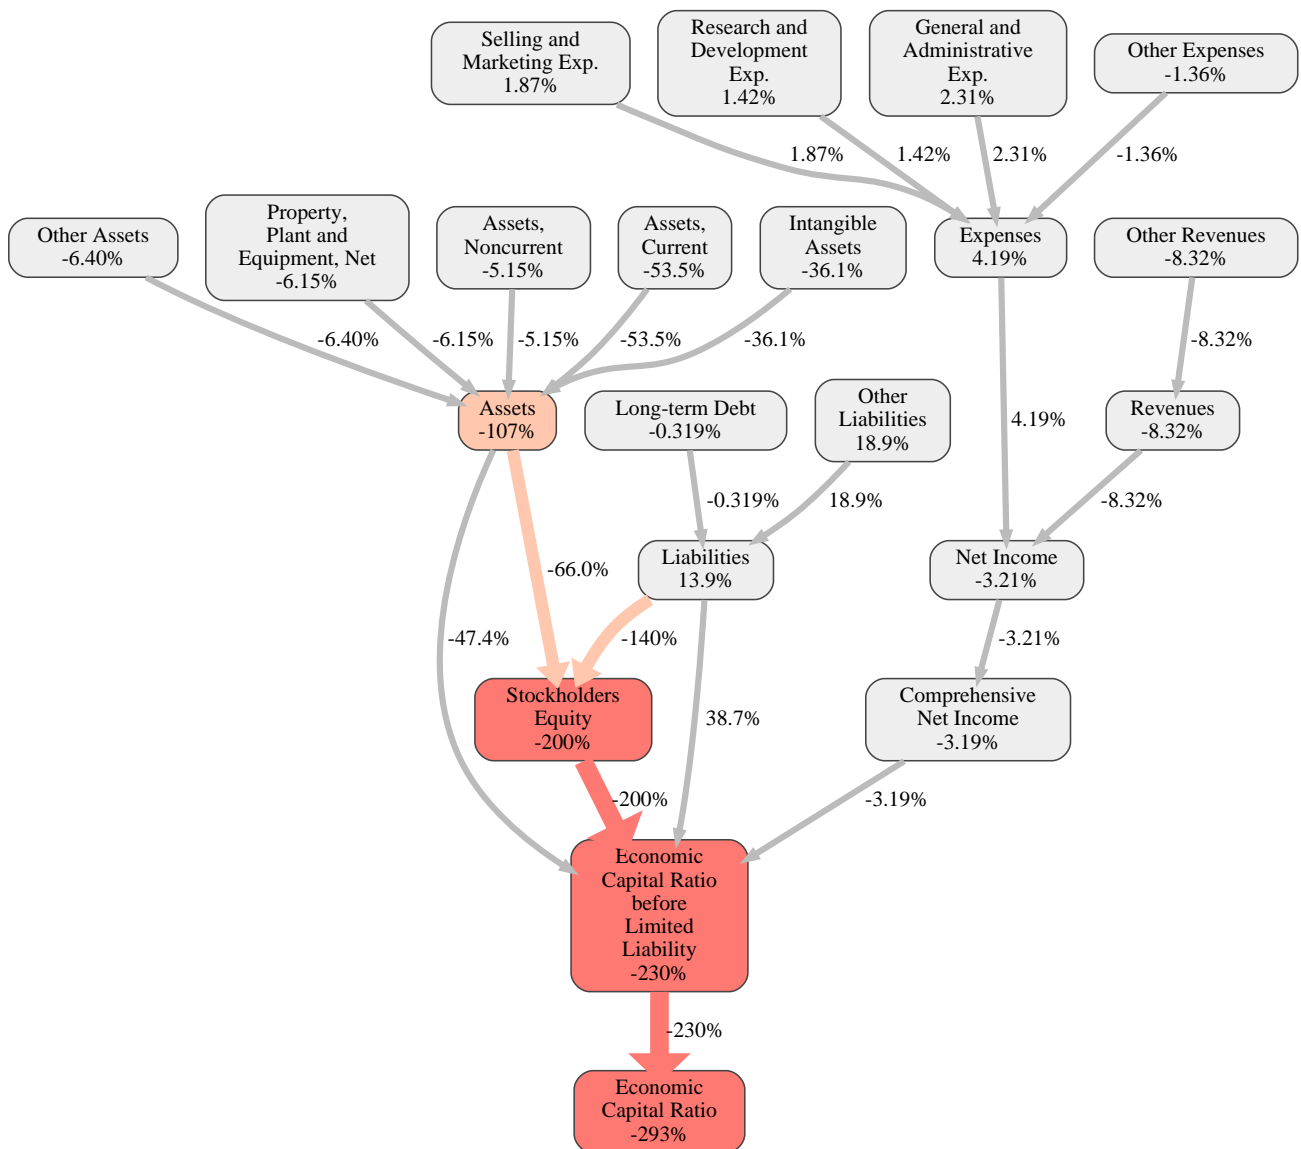 Selling and
Marketing Exp.
1.87%
Research and
Development
Exp.
1.42%
General and
Administrative
Exp.
2.31%
Other Expenses
-1.36%
1.87%
1.42%
2.31%
-1.36%
Other Assets
-6.40%
Property,
Plant and
Equipment, Net
-6.15%
Assets,
Noncurrent
-5.15%
Assets,
Current
-53.5%
Intangible
Assets
-36.1%
Expenses
4.19%
Other Revenues
-8.32%
-6.40%
-6.15%
-5.15%
-53.5%
-36.1%
-8.32%
Assets
-107%
Long-term Debt
-0.319%
Other
Liabilities
18.9%
4.19%
Revenues
-8.32%
-0.319%
18.9%
-8.32%
-66.0%
Liabilities
13.9%
Net Income
-3.21%
-47.4%
-140%
-3.21%
Stockholders
Equity
-200%
38.7%
Comprehensive
Net Income
-3.19%
-200%
-3.19%
Economic
Capital Ratio
before
Limited
Liability
-230%
-230%
Economic
Capital Ratio
-293%